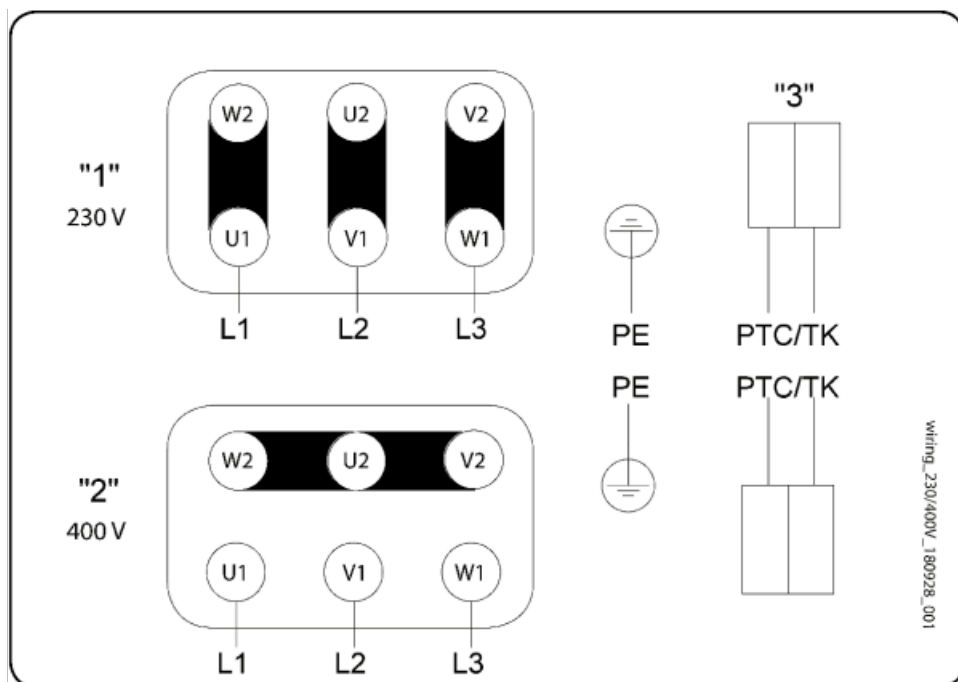 "3"
W2 U2 V2
"1"
230 V
U1 V1 W1
L1 L2 L3 PE PTC/TK
PE PTC/TK
W2 U2 V2
"2"
400 V
U1 V1 W1
L1 L2 L3
wiring_230/400V_180928_001